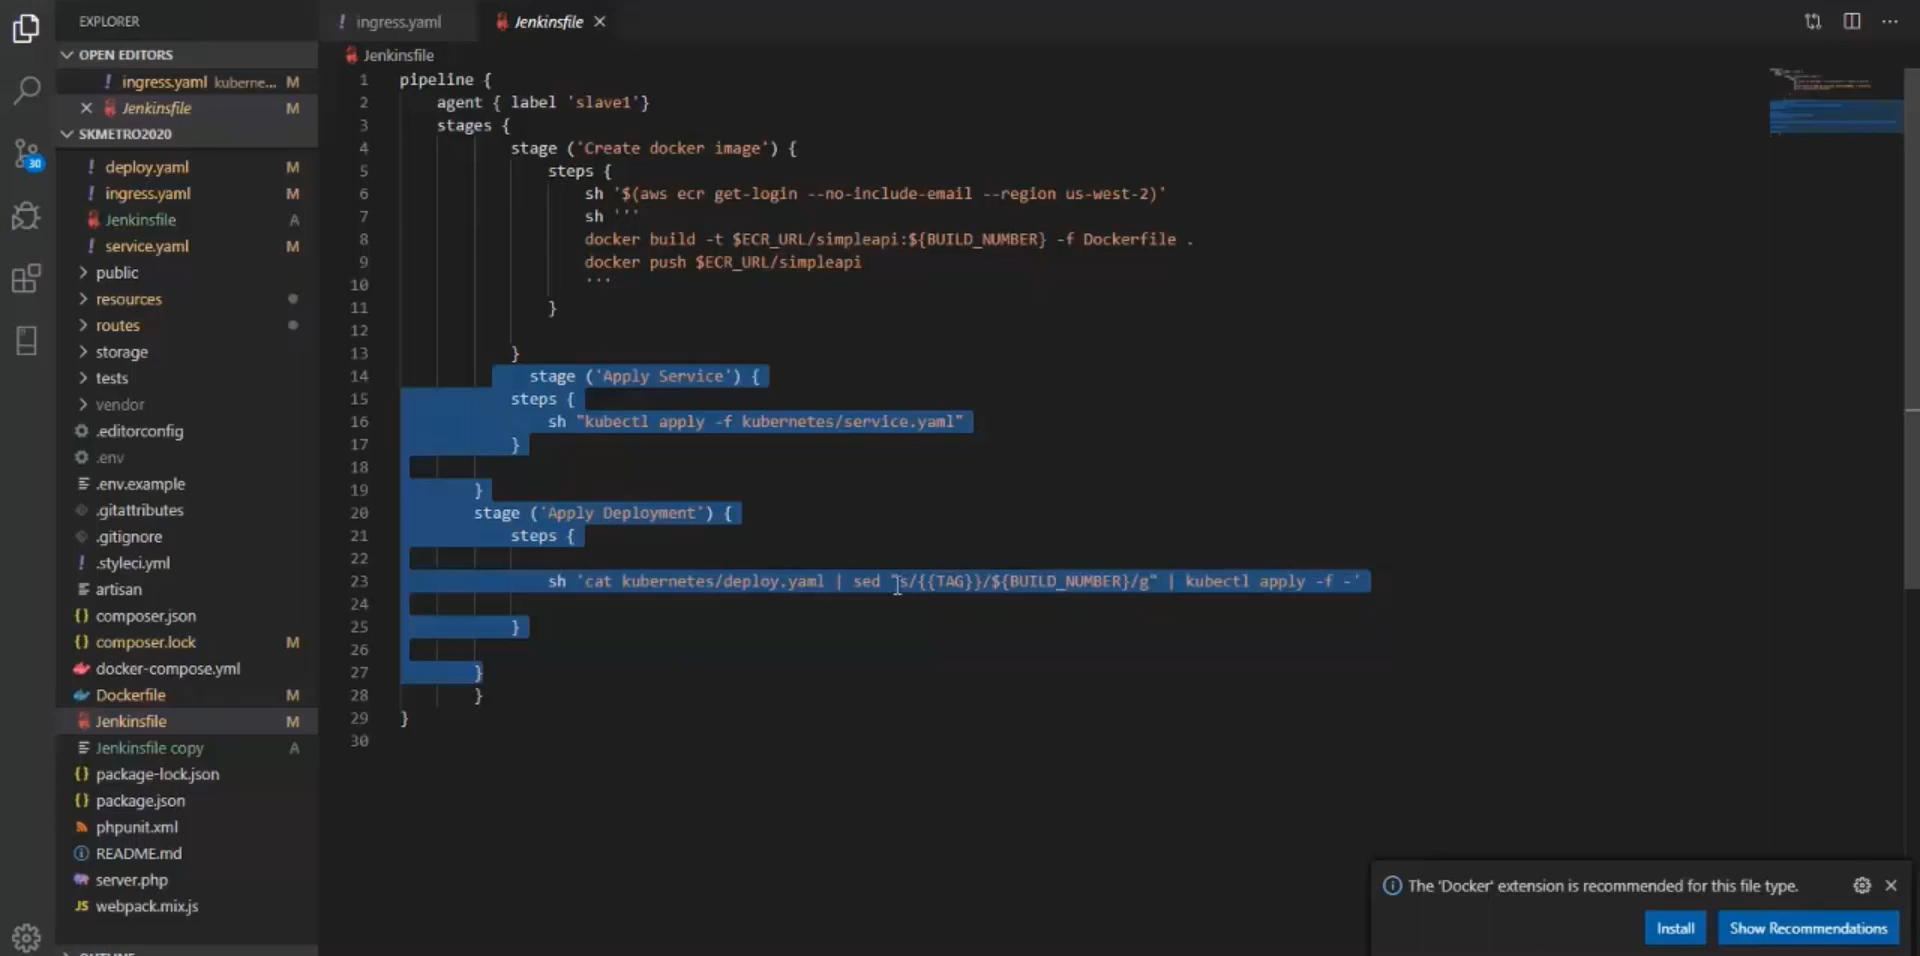 EXPLORER
OPEN EDITORS
! ingress.yaml kuberne... M
Jenkinsfile M
SKMETRO2020
! deploy.yaml M
! ingress.yaml M
Jenkinsfile A
! service.yaml M
public
resources
routes
storage
tests
vendor
.editorconfig
.env
.env.example
.gitattributes
.gitignore
! .styleci.yml
artisan
{} composer.json
{} composer.lock M
docker-compose.yml
Dockerfile M
Jenkinsfile M
Jenkinsfile copy A
{} package-lock.json
{} package.json
phpunit.xml
README.md
server.php
JS webpack.mix.js
OUTLINE
30
! ingress.yaml
Jenkinsfile
Jenkinsfile
1 pipeline {
2 agent { label 'slave1'}
3 stages {
4 stage ('Create docker image') {
5 steps {
6 sh '$(aws ecr get-login --no-include-email --region us-west-2)'
7 sh '''
8 docker build -t $ECR_URL/simpleapi:${BUILD_NUMBER} -f Dockerfile .
9 docker push $ECR_URL/simpleapi
10 '''
11 }
12
13 }
14 stage ('Apply Service') {
15 steps {
16 sh "kubectl apply -f kubernetes/service.yaml"
17 }
18
19 }
20 stage ('Apply Deployment') {
21 steps {
22
23 sh 'cat kubernetes/deploy.yaml | sed "s/{{TAG}}/${BUILD_NUMBER}/g" | kubectl apply -f -'
24
25 }
26
27 }
28 }
29 }
30
The 'Docker' extension is recommended for this file type.
Install
Show Recommendations